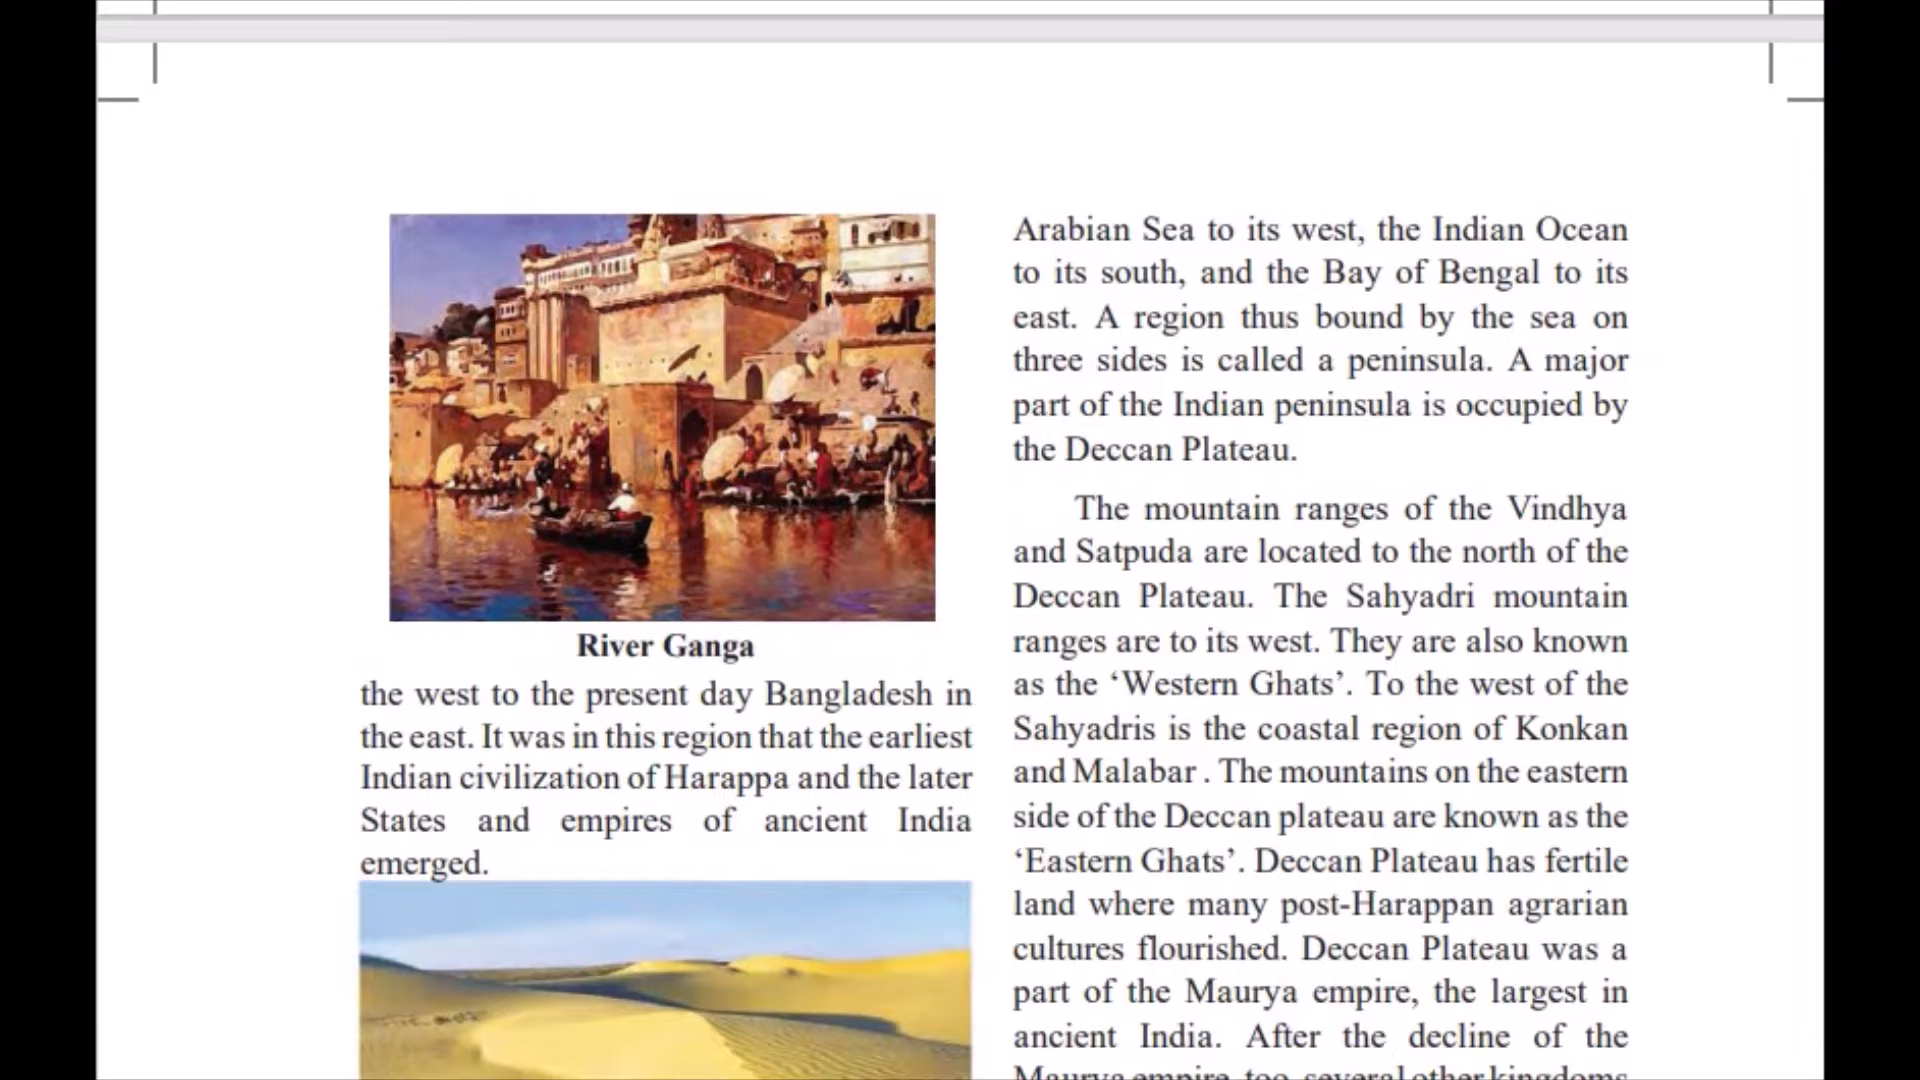 River Ganga
the west to the present day Bangladesh in
the east. It was in this region that the earliest
Indian civilization of Harappa and the later
States and empires of ancient India
emerged.
Arabian Sea to its west, the Indian Ocean
to its south, and the Bay of Bengal to its
east. A region thus bound by the sea on
three sides is called a peninsula. A major
part of the Indian peninsula is occupied by
the Deccan Plateau.
The mountain ranges of the Vindhya
and Satpuda are located to the north of the
Deccan Plateau. The Sahyadri mountain
ranges are to its west. They are also known
as the ‘Western Ghats’. To the west of the
Sahyadris is the coastal region of Konkan
and Malabar . The mountains on the eastern
side of the Deccan plateau are known as the
‘Eastern Ghats’. Deccan Plateau has fertile
land where many post-Harappan agrarian
cultures flourished. Deccan Plateau was a
part of the Maurya empire, the largest in
ancient India. After the decline of the
Maurya empire, too, several other kingdoms